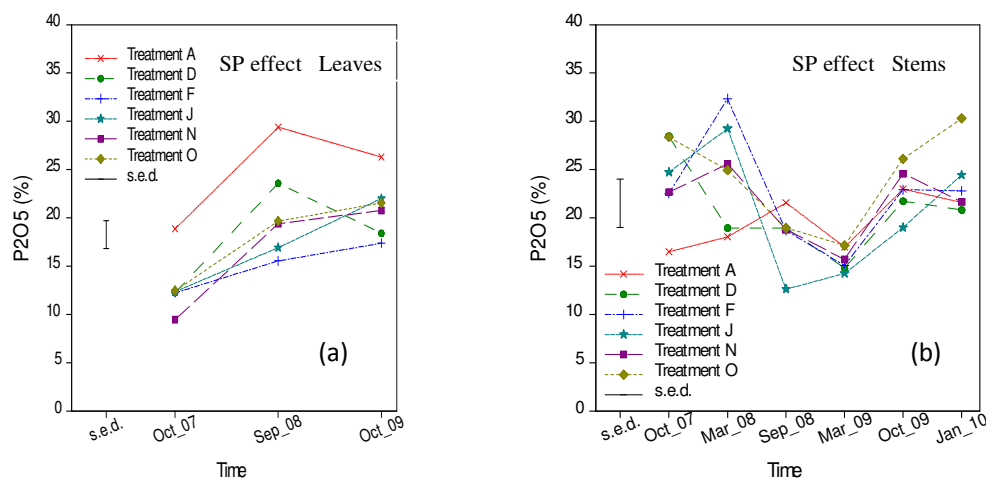 40
35
30
25
20
15
10
5
0
P2O5 (%)
Treatment A
Treatment D
Treatment F
Treatment J
Treatment N
Treatment O
s.e.d.
SP effect Leaves
(a)
s.e.d.
Oct_07
Sep_08
Oct_09
Time
40
35
30
25
20
15
10
5
0
P2O5 (%)
SP effect Stems
Treatment A
Treatment D
Treatment F
Treatment J
Treatment N
Treatment O
s.e.d.
(b)
s.e.d.
Oct_07
Mar_08
Sep_08
Mar_09
Oct_09
Jan_10
Time